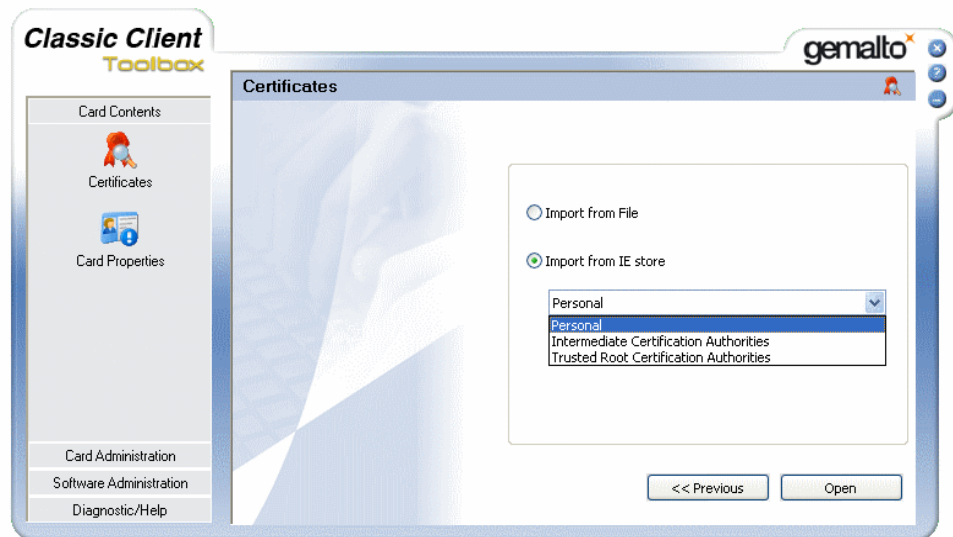 Classic Client
Toolbox
gemalto
Certificates
Card Contents
Certificates
Card Properties
Import from File
Import from IE store
Personal
Personal
Intermediate Certification Authorities
Trusted Root Certification Authorities
Card Administration
Software Administration
Diagnostic/Help
<< Previous
Open